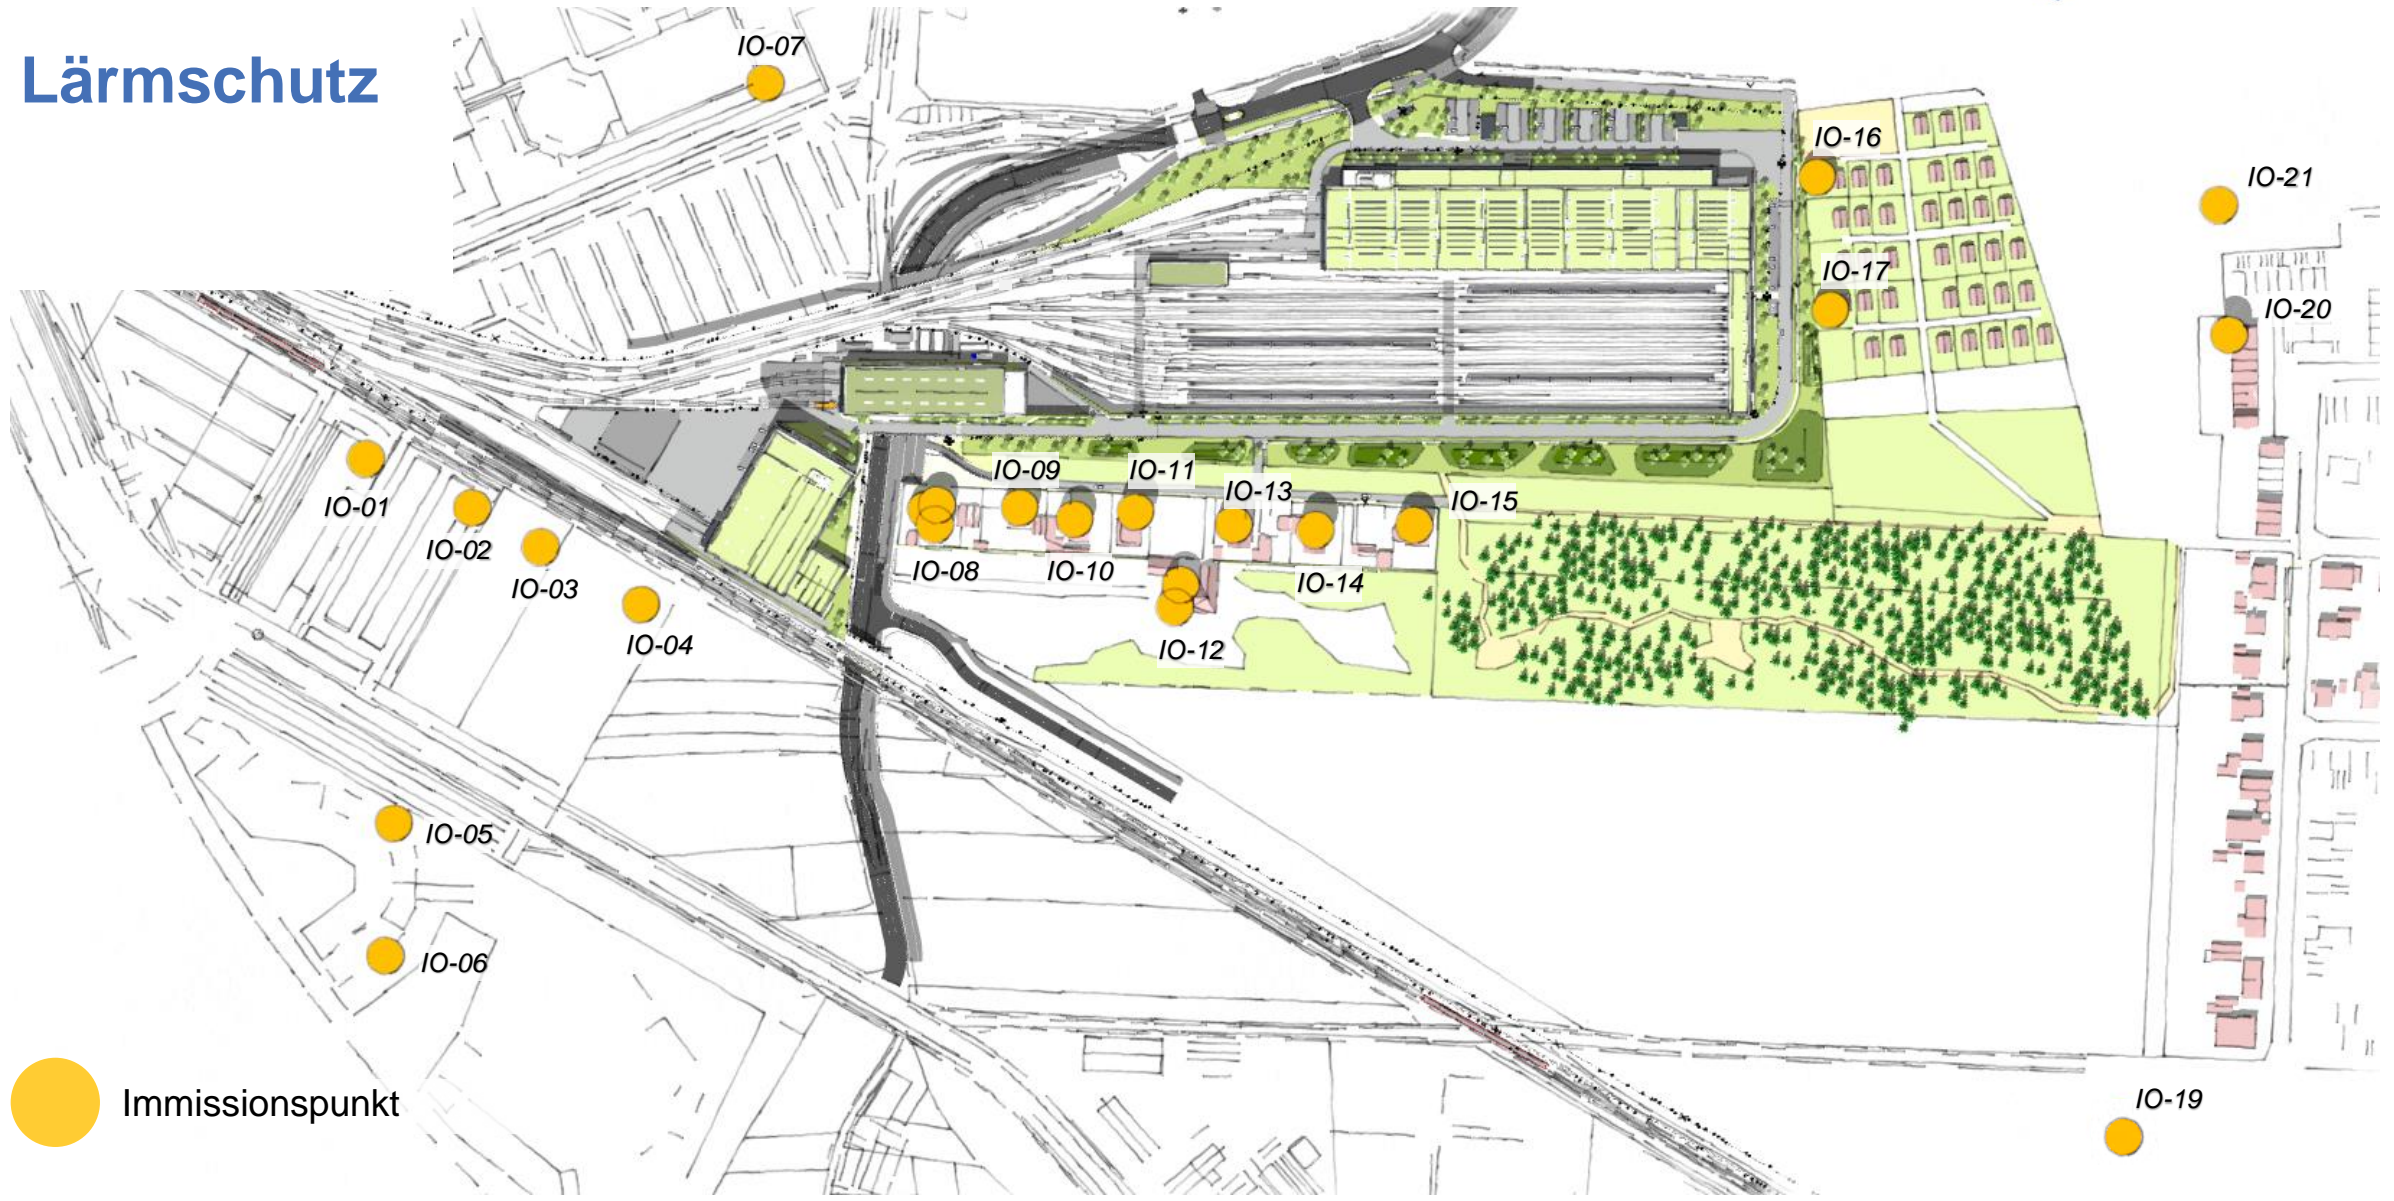 Lärmschutz
IO-07
IO-16
IO-21
IO-17
IO-20
IO-09
IO-11
IO-13
IO-15
IO-01
IO-02
IO-03
IO-08
IO-10
IO-14
IO-04
IO-12
IO-05
IO-06
Immissionspunkt
IO-19